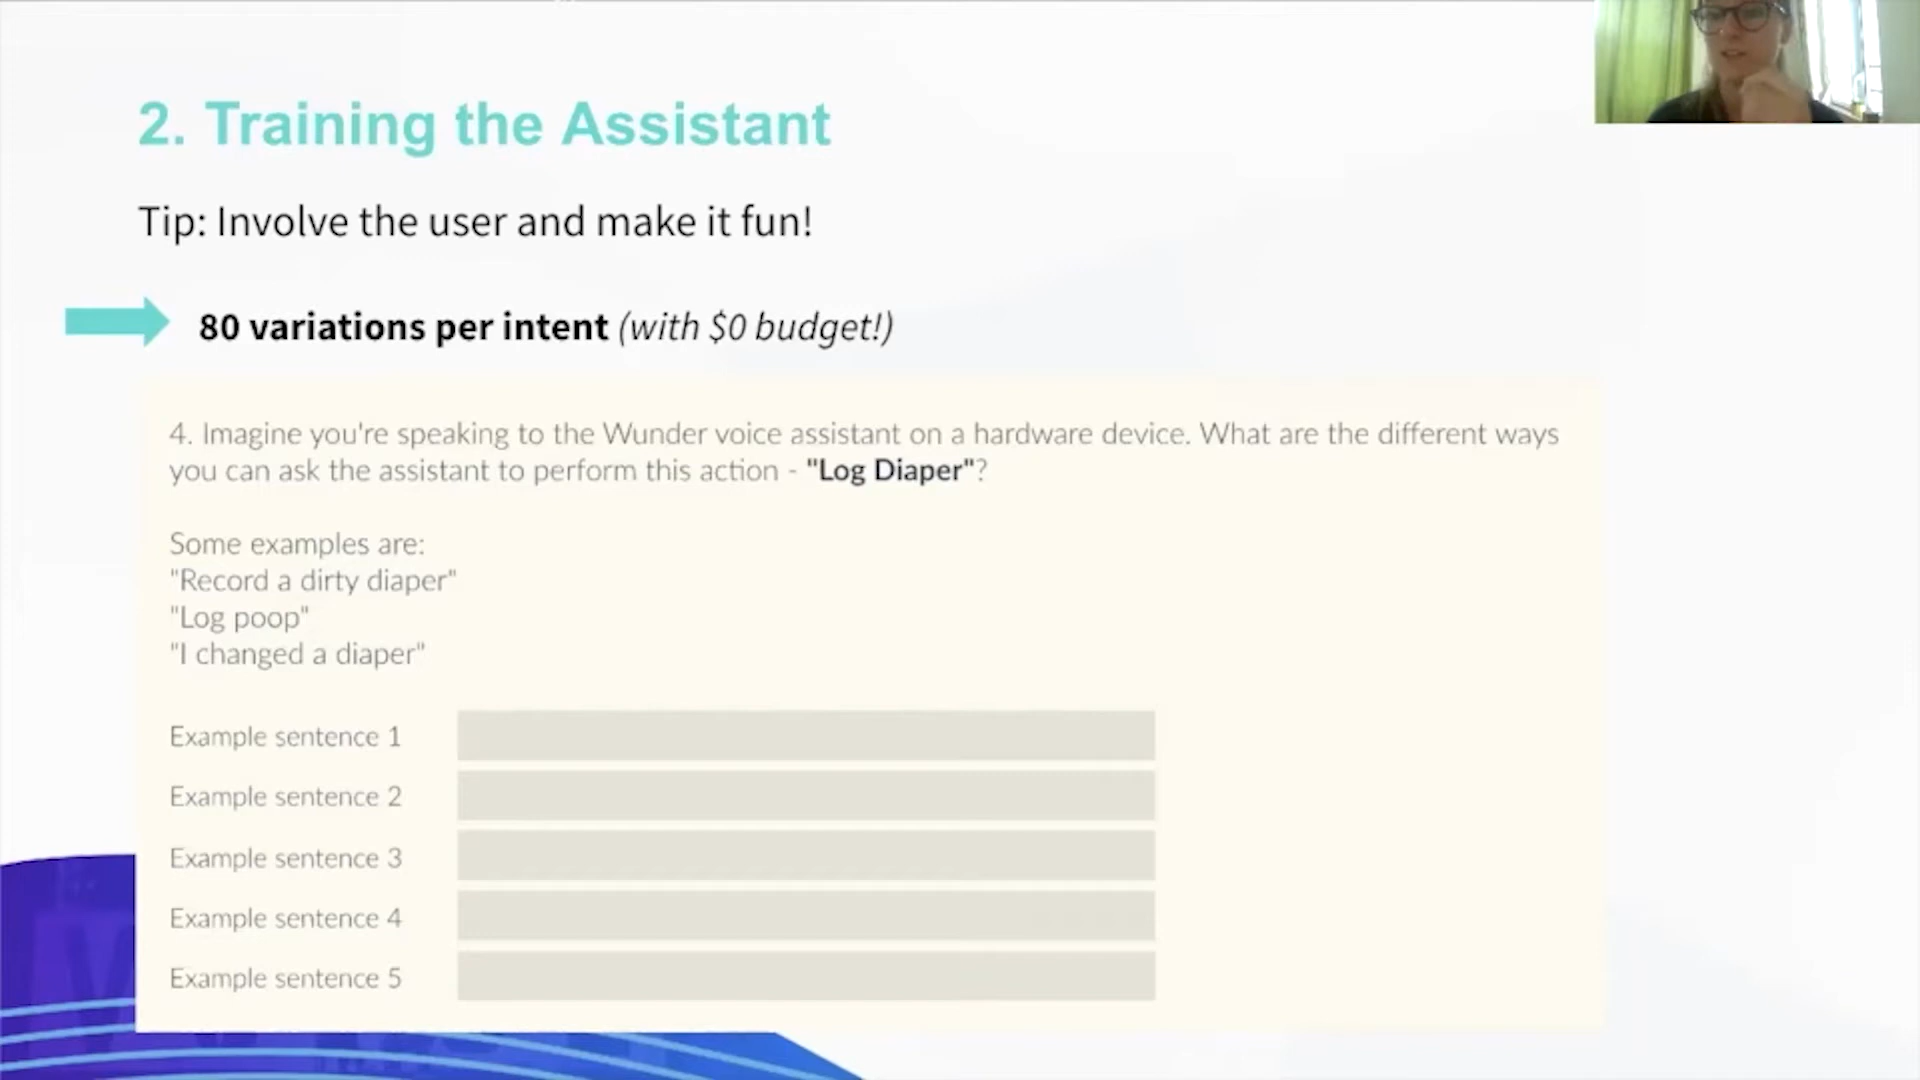 2. Training the Assistant
Tip: Involve the user and make it fun!
80 variations per intent (with $0 budget!)
4. Imagine you're speaking to the Wunder voice assistant on a hardware device. What are the different ways
you can ask the assistant to perform this action - "Log Diaper"?
Some examples are:
"Record a dirty diaper"
"Log poop"
"I changed a diaper"
Example sentence 1
Example sentence 2
Example sentence 3
Example sentence 4
Example sentence 5